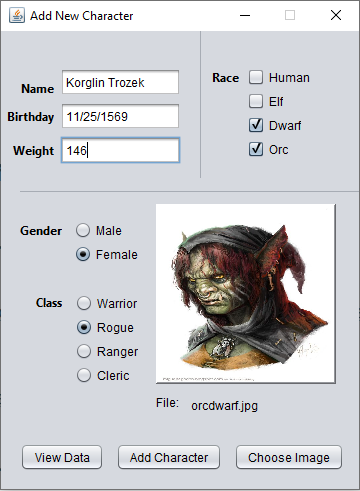 Add New Character
Name Korglin Trozek
Birthday 11/25/1569
Weight 146
Race Human
Elf
Dwarf
Orc
Gender Male
Female
Class Warrior
Rogue
Ranger
Cleric
File: orcdwarf.jpg
View Data Add Character Choose Image